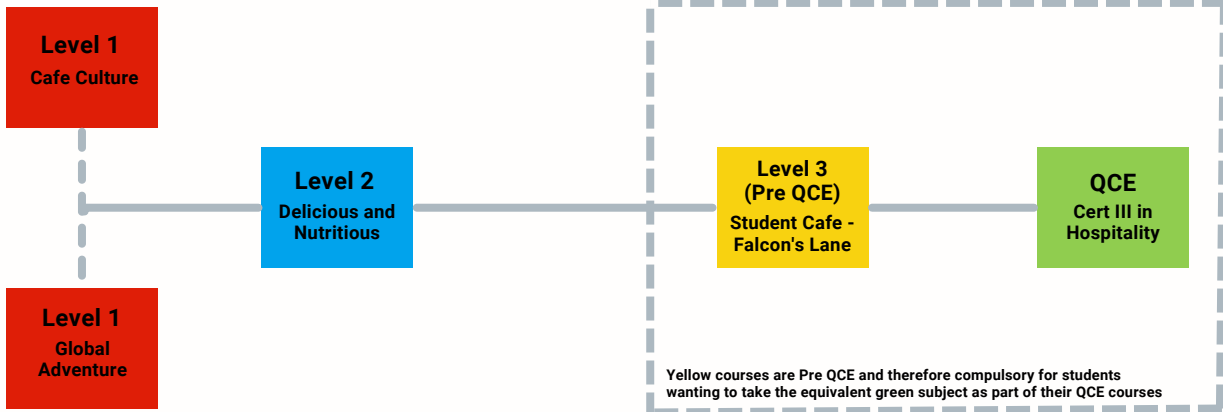 Level 1
Cafe Culture
Level 1
Global
Adventure
Level 2
Delicious and
Nutritious
Level 3
(Pre QCE)
Student Cafe -
Falcon's Lane
QCE
Cert III in
Hospitality
Yellow courses are Pre QCE and therefore compulsory for students
wanting to take the equivalent green subject as part of their QCE courses